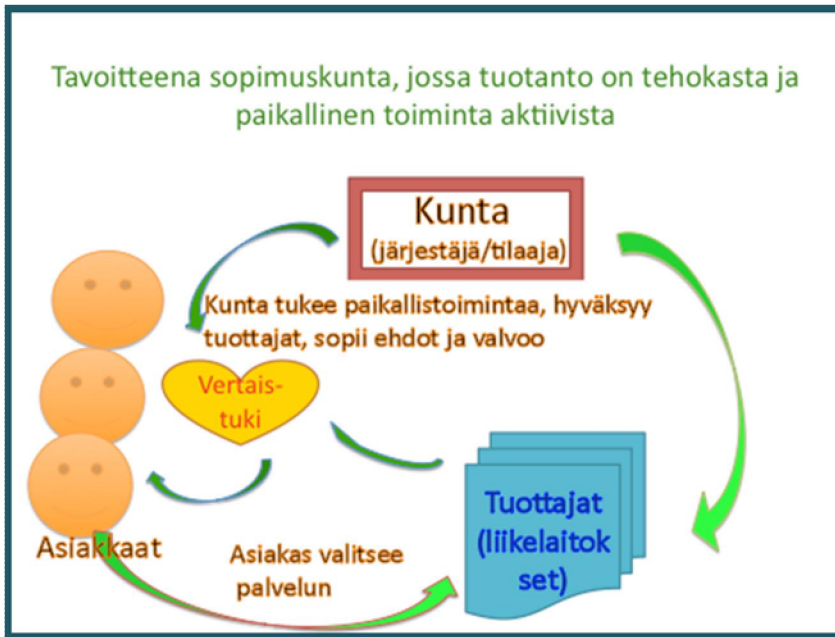 Tavoitteena sopimuskunta, jossa tuotanto on tehokasta ja
paikallinen toiminta aktiivista
Kunta
(järjestäjä/tilaaja)
Kunta tukee paikallistoimintaa, hyväksyy
tuottajat, sopii ehdot ja valvoo
Vertais-
tuki
Tuottajat
(liikelaitok
set)
Asiakkaat
Asiakas valitsee
palvelun